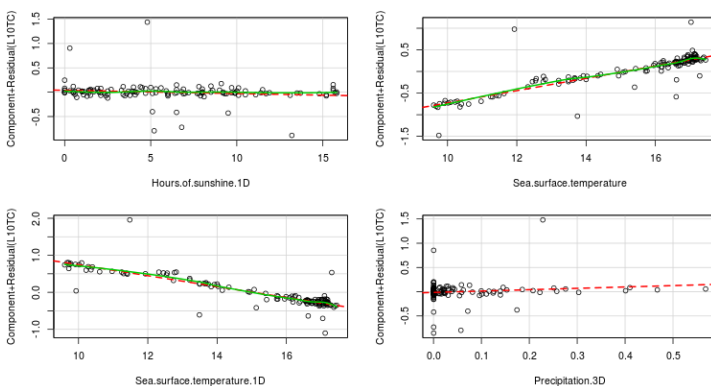 Component+Residual(L10TC)
1.5
1.0
0.5
-0.5
0 5 10 15
Hours.of.sunshine.1D
Component+Residual(L10TC)
0.5
-0.5
-1.5
10 12 14 16
Sea.surface.temperature
Component+Residual(L10TC)
2.0
1.0
0.0
-1.0
10 12 14 16
Sea.surface.temperature.1D
Component+Residual(L10TC)
1.5
0.5
-0.5
0.0 0.1 0.2 0.3 0.4 0.5
Precipitation.3D